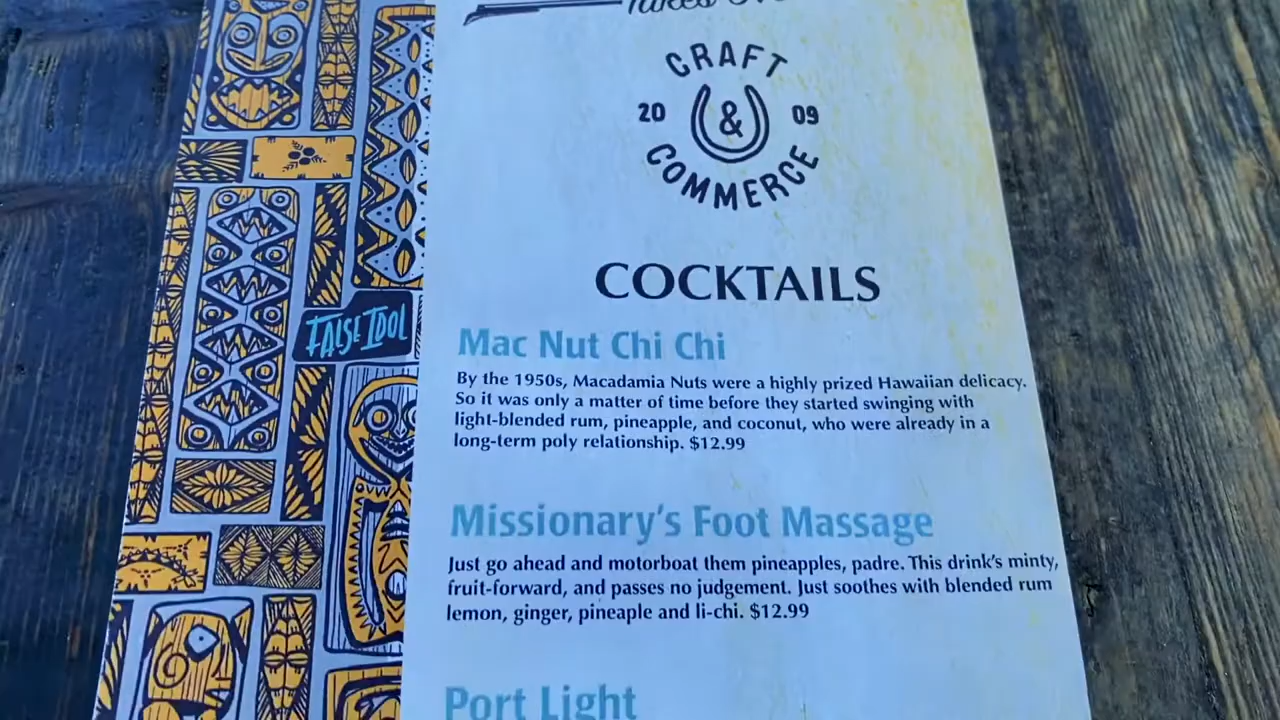 CRAFT
20 & 09
COMMERCE
COCKTAILS
FALSE IDOL
Mac Nut Chi Chi
By the 1950s, Macadamia Nuts were a highly prized Hawaiian delicacy.
So it was only a matter of time before they started swinging with
light-blended rum, pineapple, and coconut, who were already in a
long-term poly relationship. $12.99
Missionary's Foot Massage
Just go ahead and motorboat them pineapples, padre. This drink's minty,
fruit-forward, and passes no judgement. Just soothes with blended rum
lemon, ginger, pineaple and li-chi. $12.99
Port Light